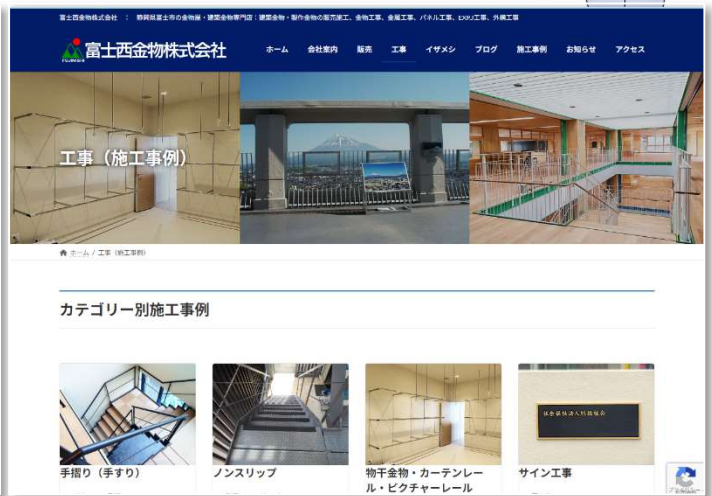 富士西金物株式会社　：　静岡県富士市の金物屋・建築金物専門店：建築金物・製作金物の販売施工、金物工事、金属工事、パネル工事、EXPJ工事、外構工事
富士西金物株式会社
ホーム　会社案内　販売　工事　イザメシ　ブログ　施工事例　お知らせ　アクセス
工事（施工事例）
ホーム / 工事（施工事例）
カテゴリー別施工事例
手摺り（手すり）
ノンスリップ
物干金物・カーテンレー
ル・ピクチャーレール
サイン工事